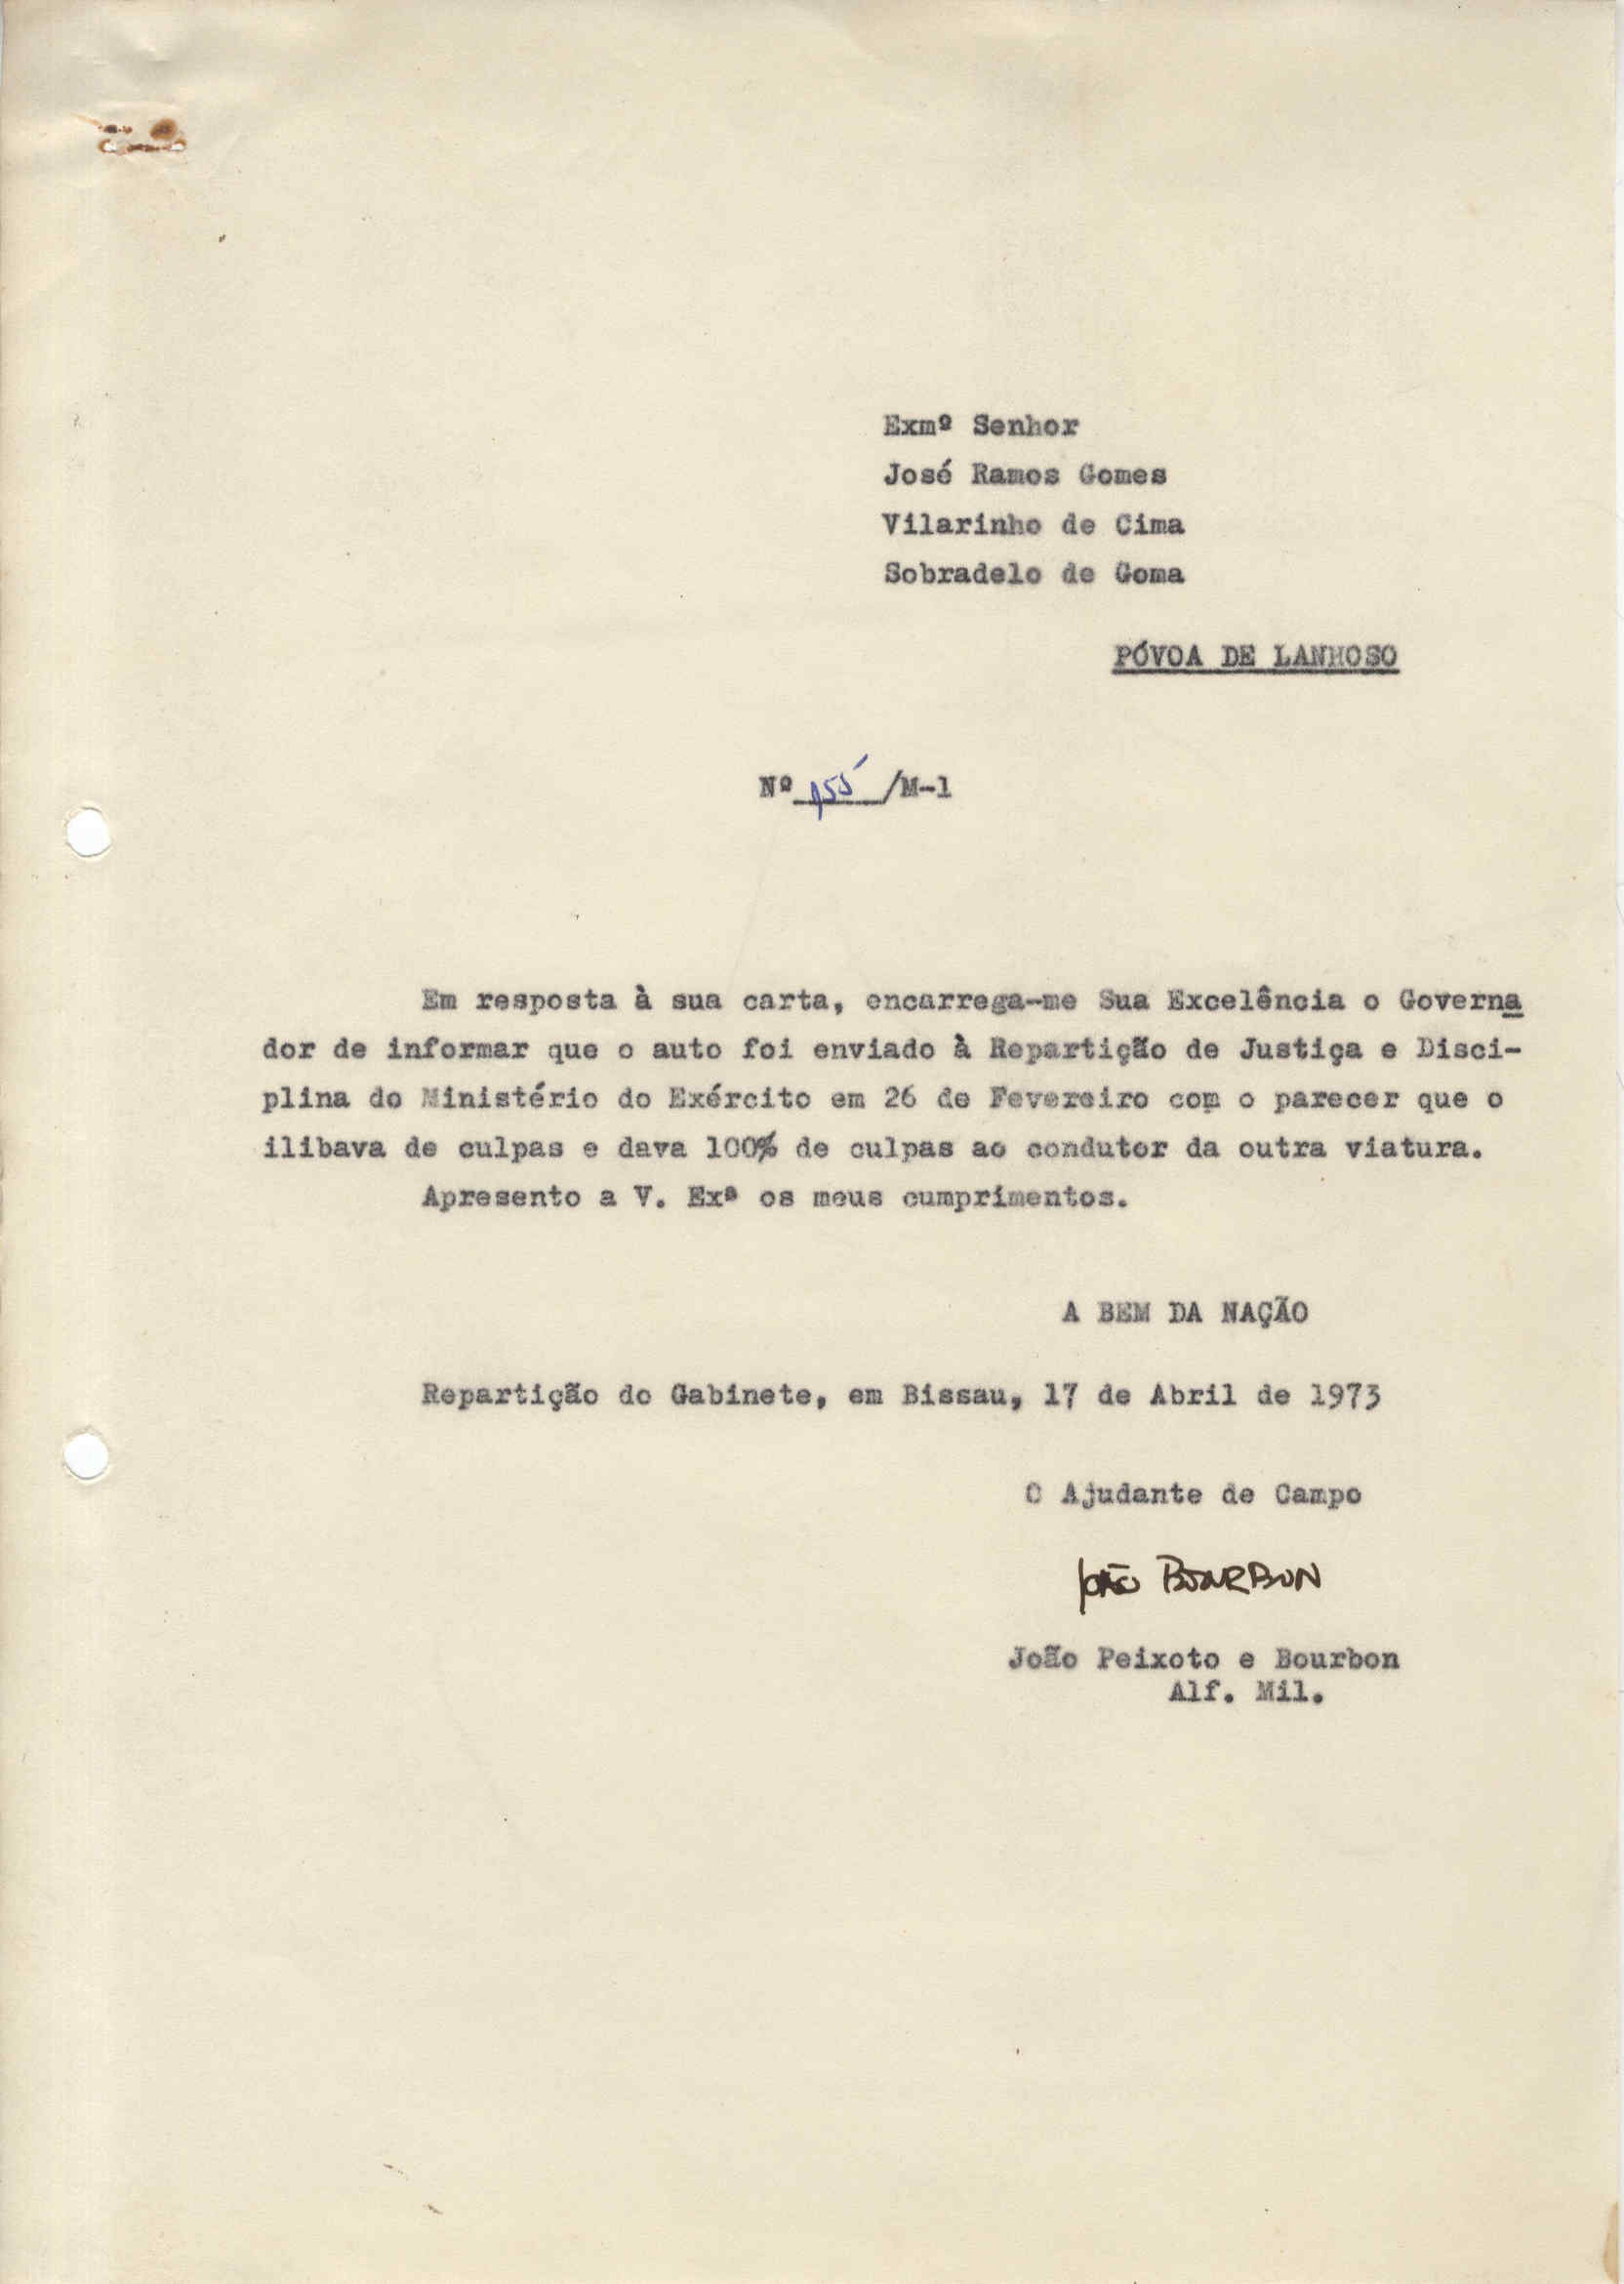 Exmº Senhor
José Ramos Gomes
Vilarinho de Cima
Sobradelo de Goma
PÓVOA DE LANHOSO
Nº 155 /M-1
Em resposta à sua carta, encarrega-me Sua Excelência o Governa
dor de informar que o auto foi enviado à Repartição de Justiça e Disci-
plina do Ministério do Exército em 26 de Fevereiro com o parecer que o
ilibava de culpas e dava 100% de culpas ao condutor da outra viatura.
Apresento a V. Exª os meus cumprimentos.
A BEM DA NAÇÃO
Repartição do Gabinete, em Bissau, 17 de Abril de 1973
O Ajudante de Campo
João BOURBON
João Peixoto e Bourbon
Alf. Mil.